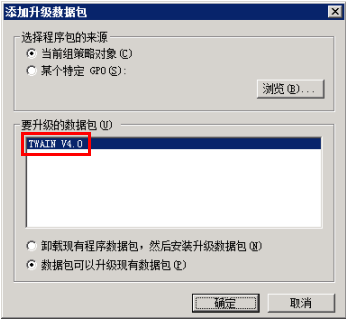 添加升级数据包
选择程序包的来源
当前组策略对象(C)
某个特定 GPO(S):
浏览(B)...
要升级的数据包(U)
TWAIN V4.0
卸载现有程序数据包，然后安装升级数据包(N)
数据包可以升级现有数据包(P)
确定
取消